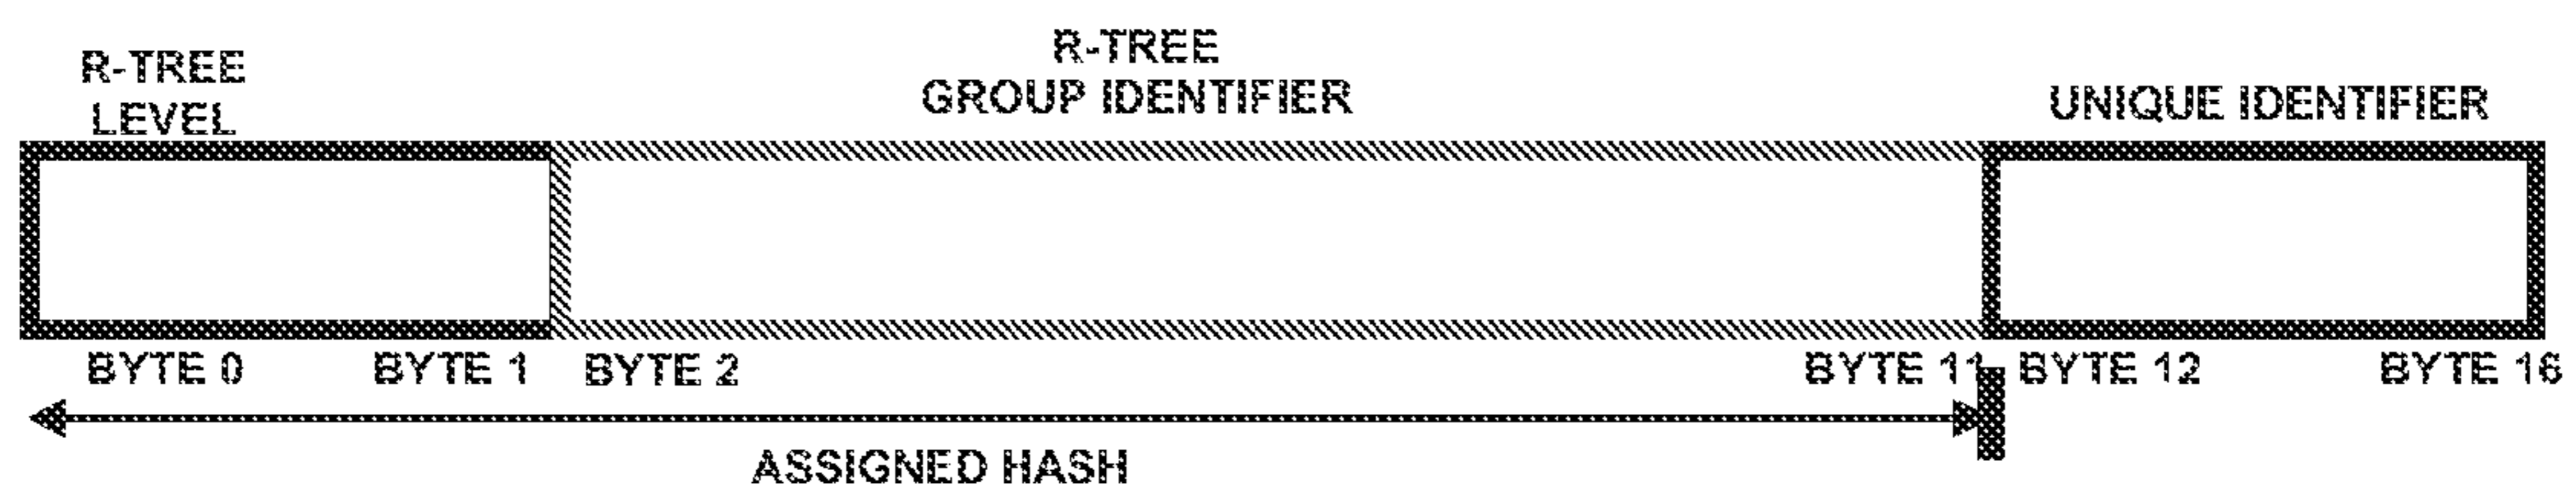 R-TREE
LEVEL
R-TREE
GROUP IDENTIFIER
UNIQUE IDENTIFIER
BYTE 0
BYTE 1
BYTE 2
BYTE 11
BYTE 12
BYTE 16
ASSIGNED HASH